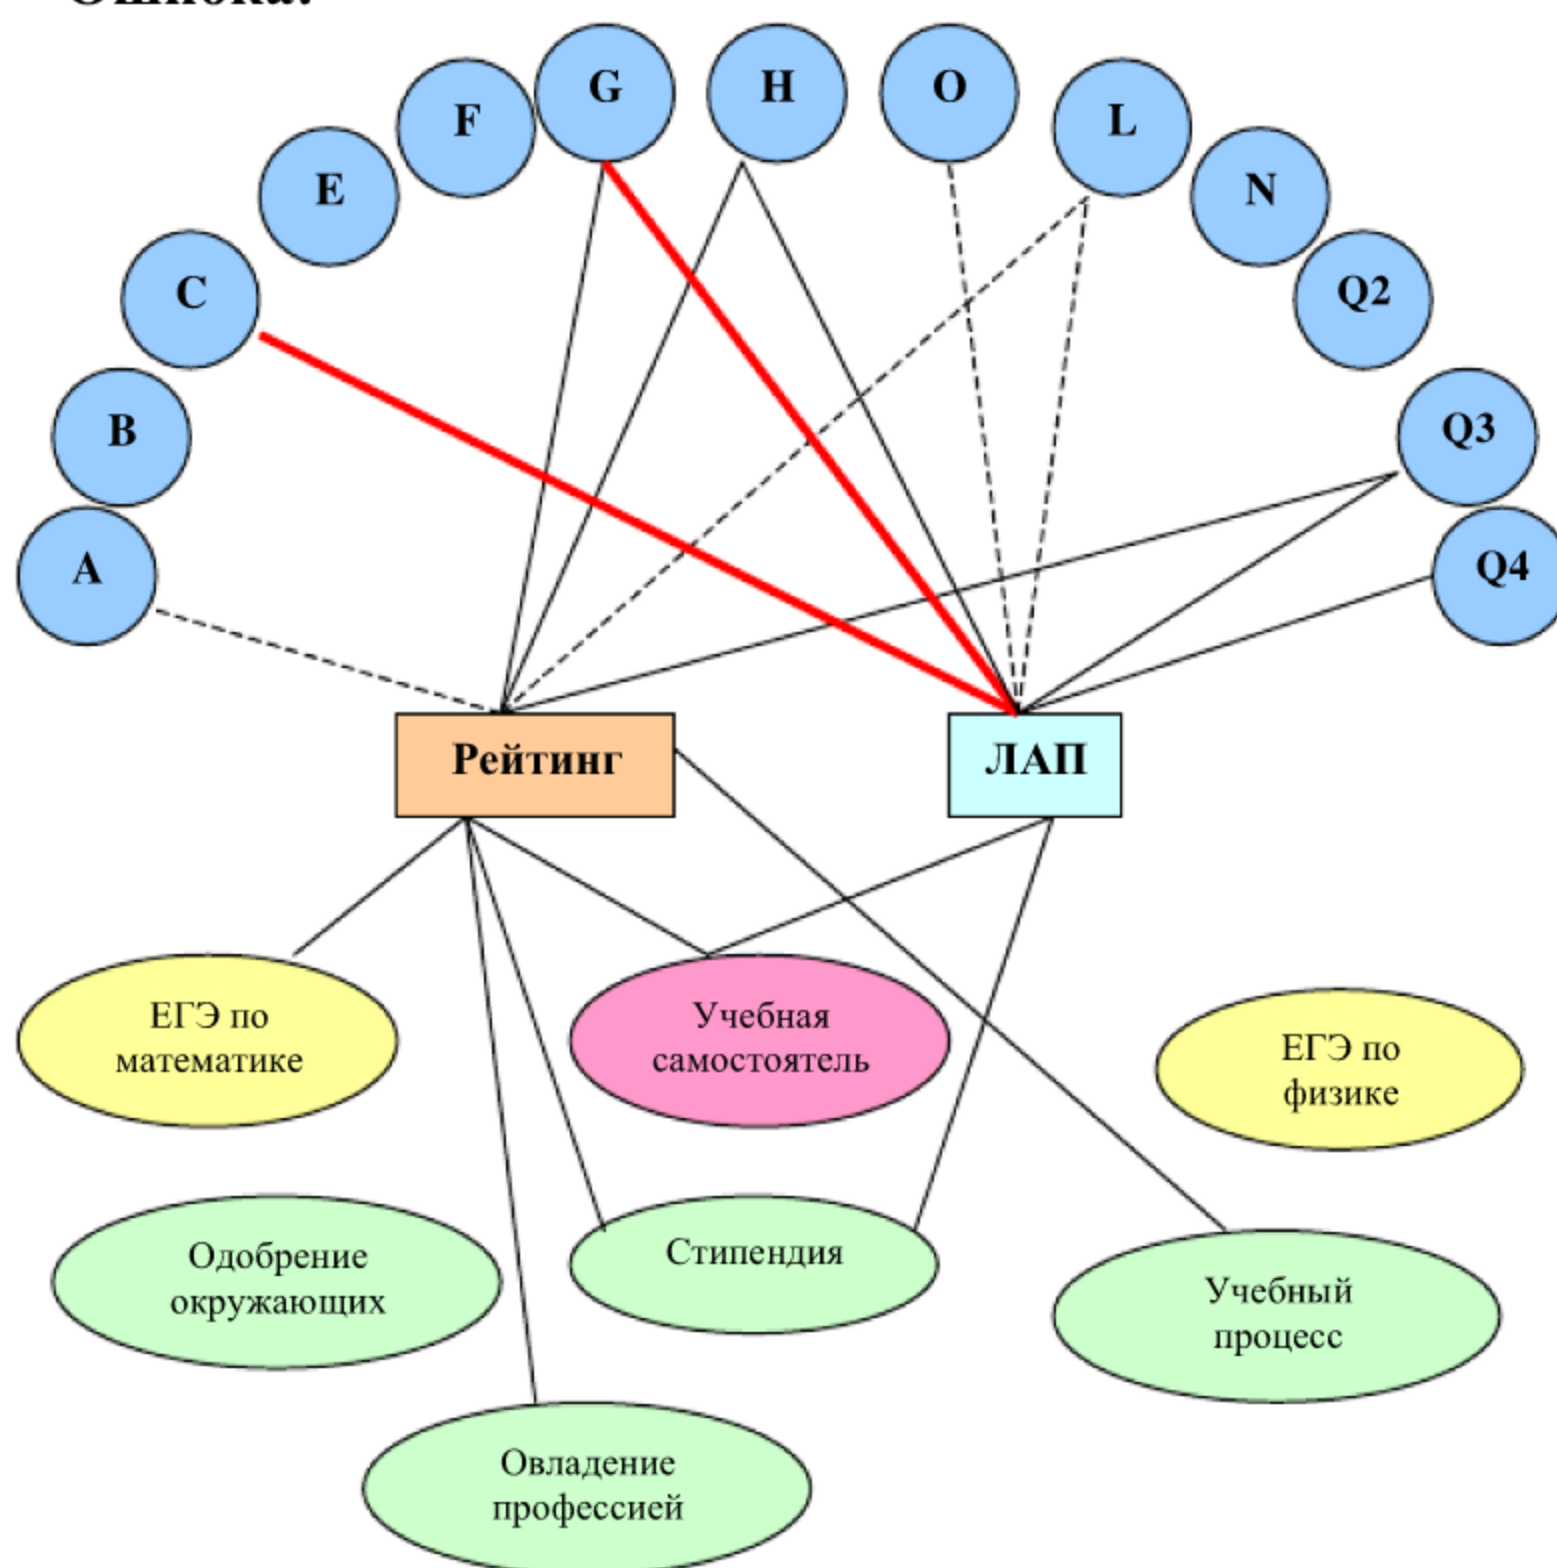 G
H
O
F
L
E
N
C
Q2
B
Q3
A
Q4
Рейтинг
ЛАП
ЕГЭ по
математике
Учебная
самостоятель
ЕГЭ по
физике
Одобрение
окружающих
Стипендия
Учебный
процесс
Овладение
профессией